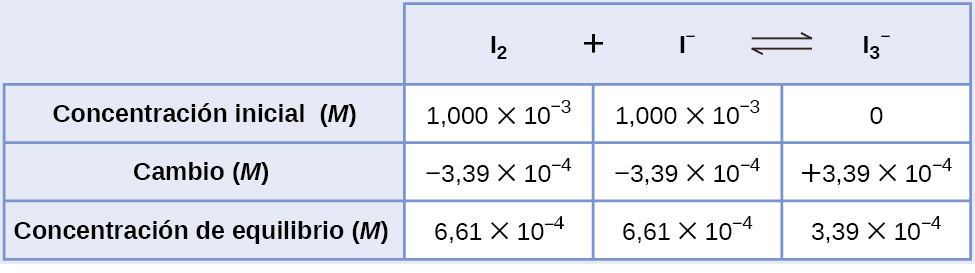 I₂ + I⁻ ⇌ I₃⁻
Concentración inicial (M) 1,000 × 10⁻³ 1,000 × 10⁻³ 0
Cambio (M) −3,39 × 10⁻⁴ −3,39 × 10⁻⁴ +3,39 × 10⁻⁴
Concentración de equilibrio (M) 6,61 × 10⁻⁴ 6,61 × 10⁻⁴ 3,39 × 10⁻⁴